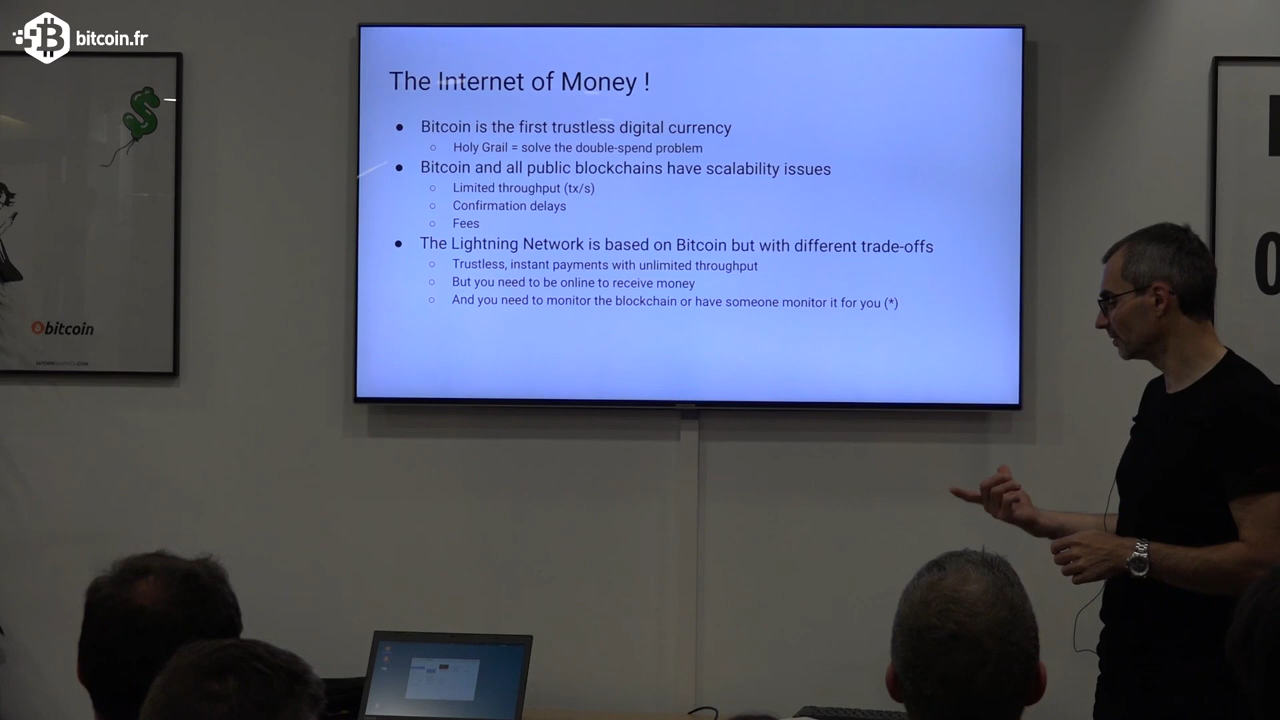 bitcoin.fr
The Internet of Money !
Bitcoin is the first trustless digital currency
Holy Grail = solve the double-spend problem
Bitcoin and all public blockchains have scalability issues
Limited throughput (tx/s)
Confirmation delays
Fees
The Lightning Network is based on Bitcoin but with different trade-offs
Trustless, instant payments with unlimited throughput
But you need to be online to receive money
And you need to monitor the blockchain or have someone monitor it for you (*)
bitcoin